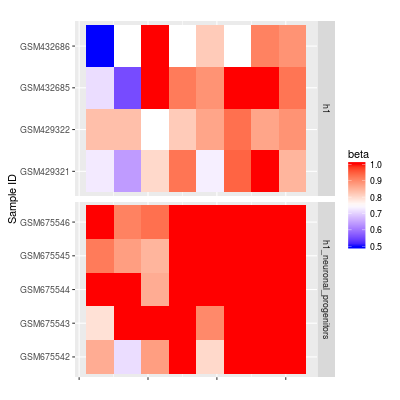 Sample ID
GSM432686
GSM432685
GSM429322
GSM429321
h1
GSM675546
GSM675545
GSM675544
GSM675543
GSM675542
h1_neuronal_progenitors
beta
1.0
0.9
0.8
0.7
0.6
0.5